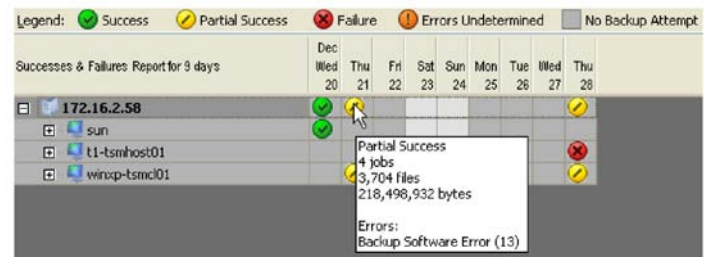 Legend: Success Partial Success Failure Errors Undetermined No Backup Attempt
Dec
Successes & Failures Report for 9 days Wed Thu Fri Sat Sun Mon Tue Wed Thu
20 21 22 23 24 25 26 27 28
172.16.2.58
sun
t1-tsmhost01
winxp-tsmcl01
Partial Success
4 jobs
3,704 files
218,498,932 bytes
Errors:
Backup Software Error (13)